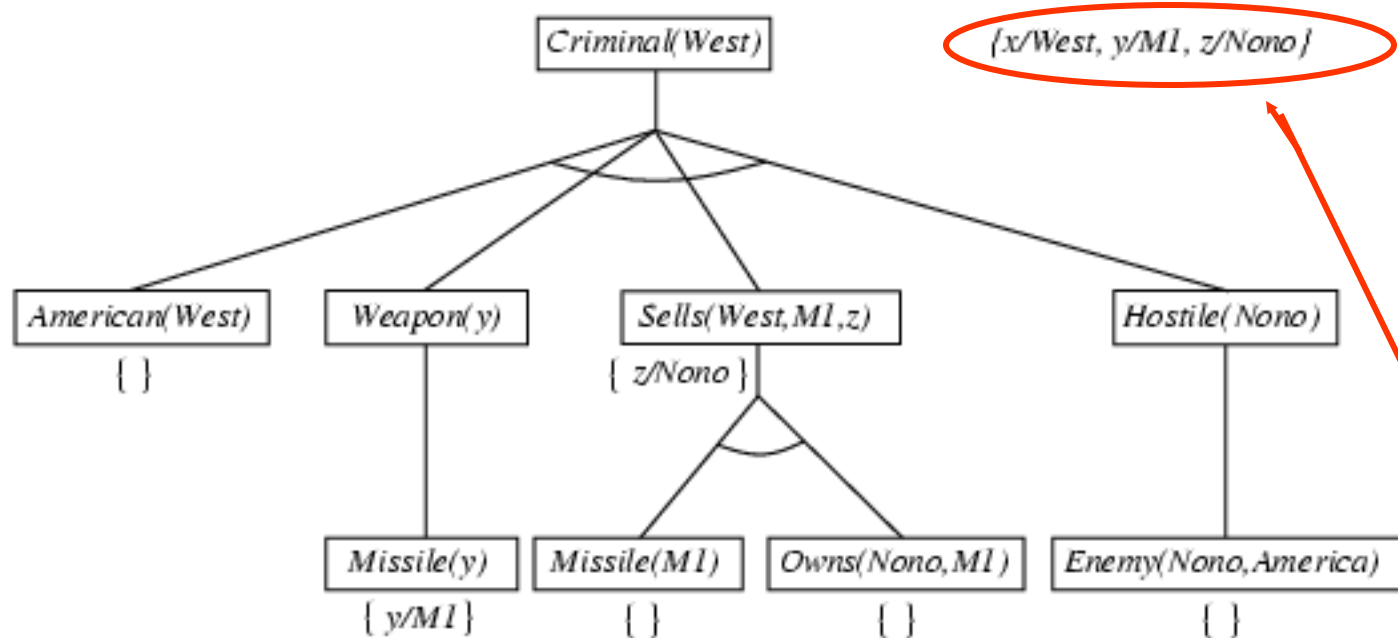 Criminal(West)
{x/West, y/M1, z/Nono}
American(West)
Weapon(y)
Sells(West,M1,z)
Hostile(Nono)
{ }
{ z/Nono }
Missile(y)
Missile(M1)
Owns(Nono,M1)
Enemy(Nono,America)
{ y/M1 }
{ }
{ }
{ }